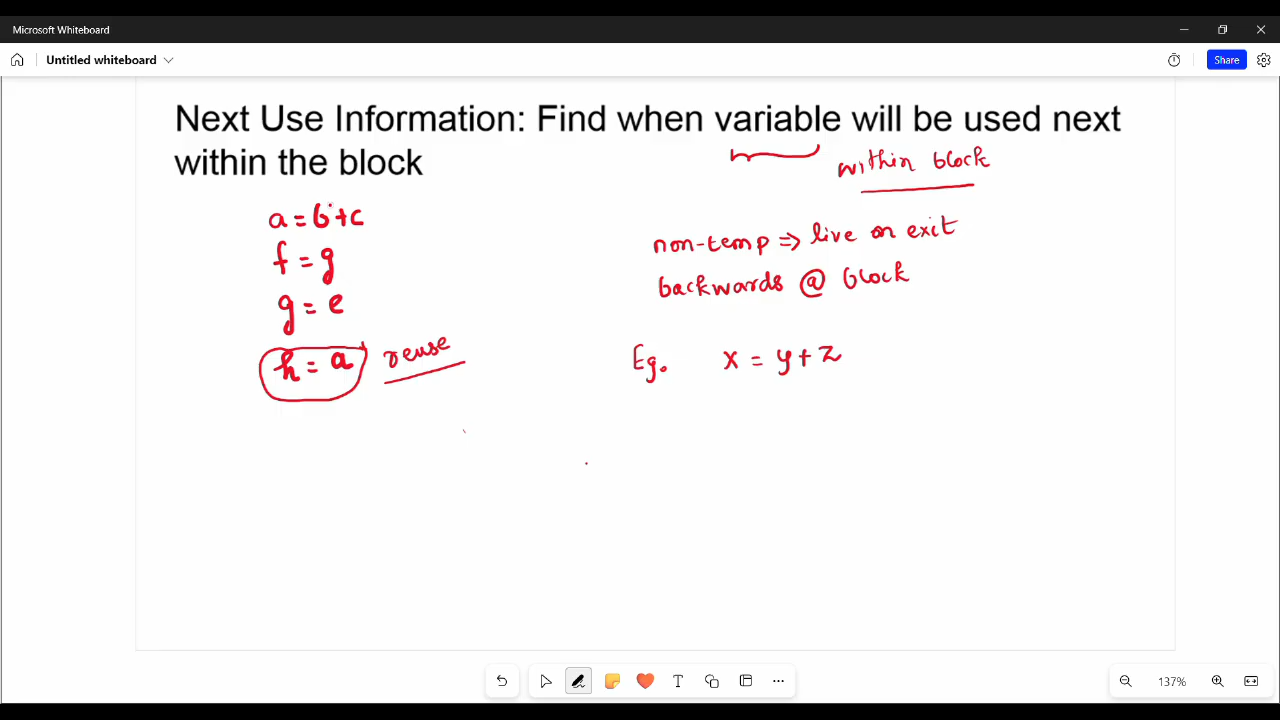 Microsoft Whiteboard
Untitled whiteboard
Share
Next Use Information: Find when variable will be used next
within the block
within block
a = b + c
f = g
g = e
h = a reuse
non-temp ⇒ live on exit
backwards @ block
Eg. x = y + z
137%